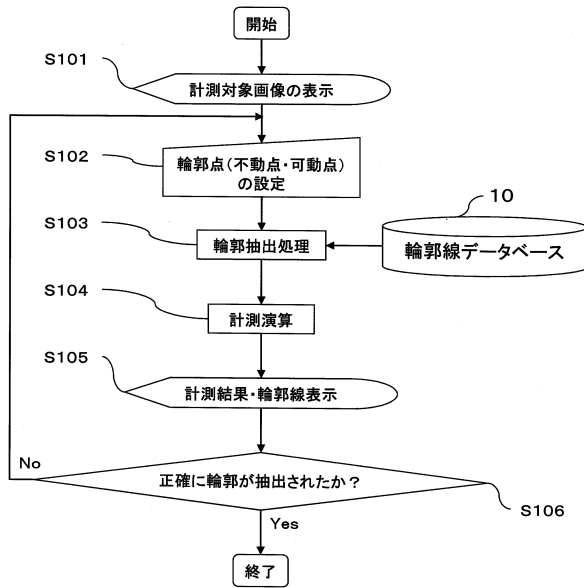 開始
S101
計測対象画像の表示
S102
輪郭点(不動点・可動点)
の設定
10
S103
輪郭抽出処理
輪郭線データベース
S104
計測演算
S105
計測結果・輪郭線表示
No
正確に輪郭が抽出されたか？
S106
Yes
終了